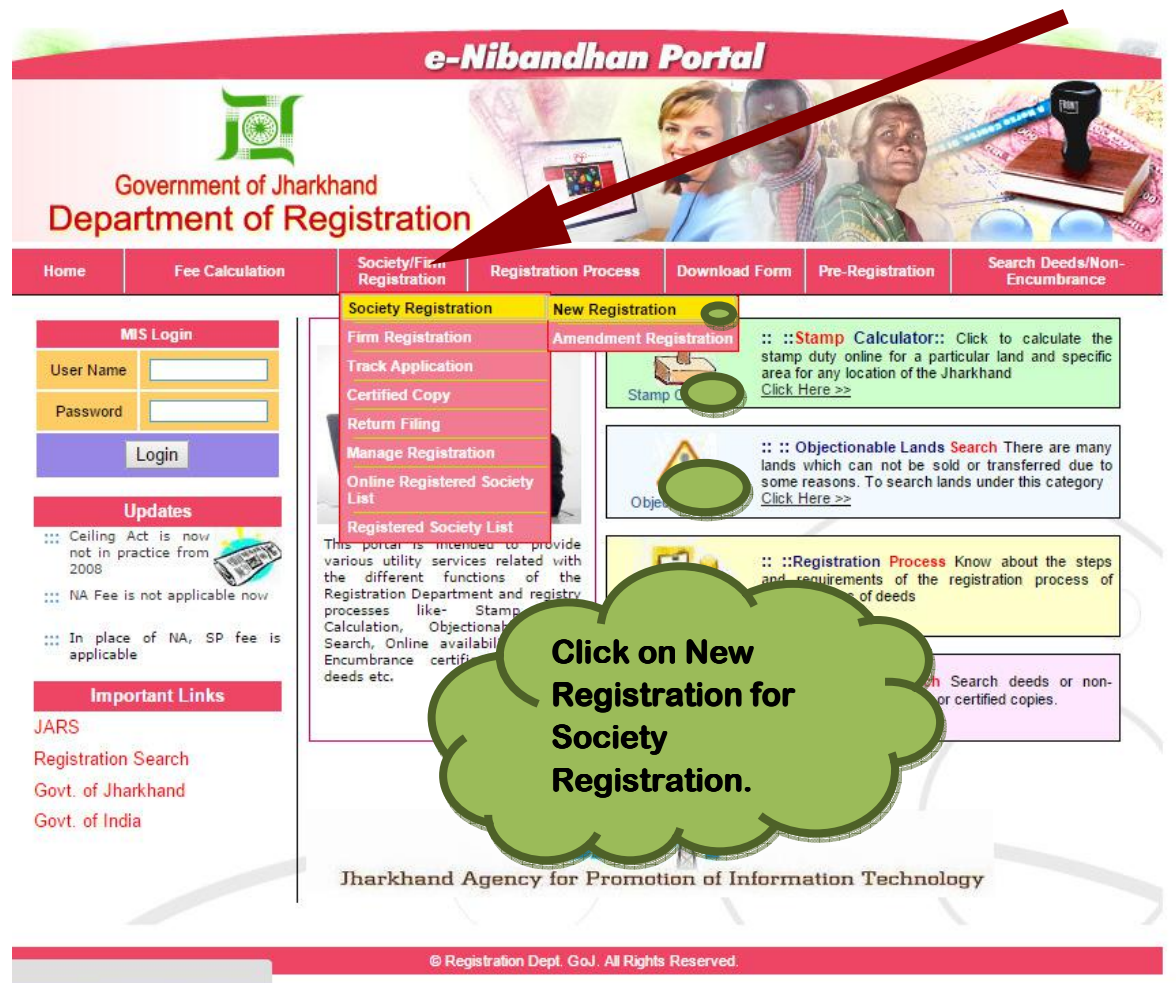 e-Nibandhan Portal
Government of Jharkhand
Department of Registration
Home
Fee Calculation
Society/Firm
Registration
Registration Process
Download Form
Pre-Registration
Search Deeds/Non-
Encumbrance
Society Registration
Firm Registration
Track Application
Certified Copy
Return Filing
Manage Registration
Online Registered Society
List
Registered Society List
New Registration
Amendment Registration
MIS Login
User Name
Password
Login
Updates
::: Ceiling Act is now
not in practice from
2008
::: NA Fee is not applicable now
::: In place of NA, SP fee is
applicable
Important Links
JARS
Registration Search
Govt. of Jharkhand
Govt. of India
This portal is intended to provide
various utility services related with
the different functions of the
Registration Department and registry
processes like- Stamp
Calculation,
Search, Online
Encumbrance
deeds etc.
:: ::Stamp Calculator:: Click to calculate the
stamp duty online for a particular land and specific
area for any location of the Jharkhand
Click Here >>
Stamp
:: :: Objectionable Lands Search There are many
lands which can not be sold or transferred due to
some reasons. To search lands under this category
Click Here >>
:: ::Registration Process Know about the steps
and requirements of the registration process of
of deeds
Search deeds or non-
or certified copies.
Click on New
Registration for
Society
Registration.
Jharkhand Agency for Promotion of Information Technology
© Registration Dept. GoJ. All Rights Reserved.